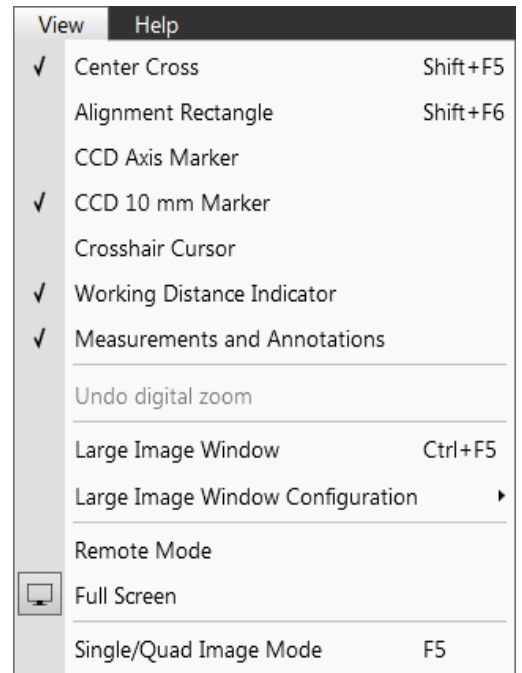 View Help
Center Cross Shift+F5
Alignment Rectangle Shift+F6
CCD Axis Marker
CCD 10 mm Marker
Crosshair Cursor
Working Distance Indicator
Measurements and Annotations
Undo digital zoom
Large Image Window Ctrl+F5
Large Image Window Configuration
Remote Mode
Full Screen
Single/Quad Image Mode F5